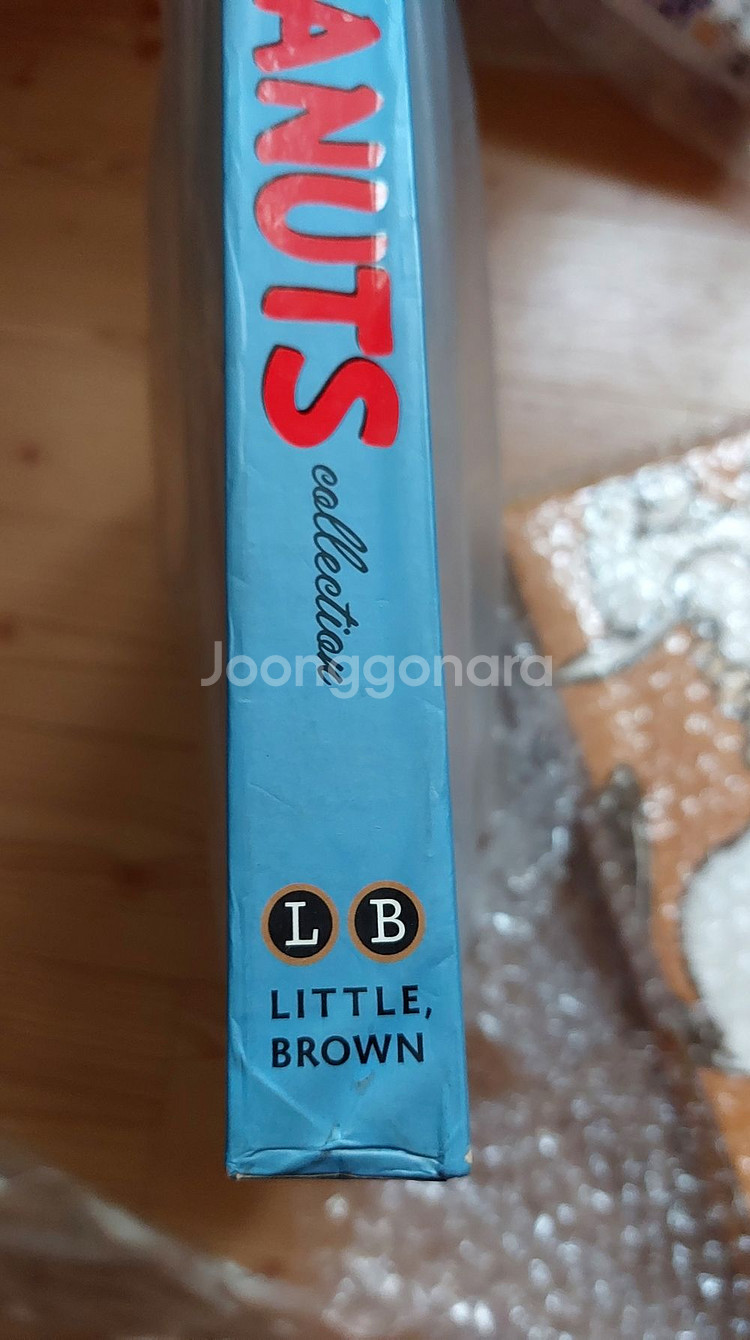 ANUTS
collection
Joonggonara
L B
LITTLE,
BROWN